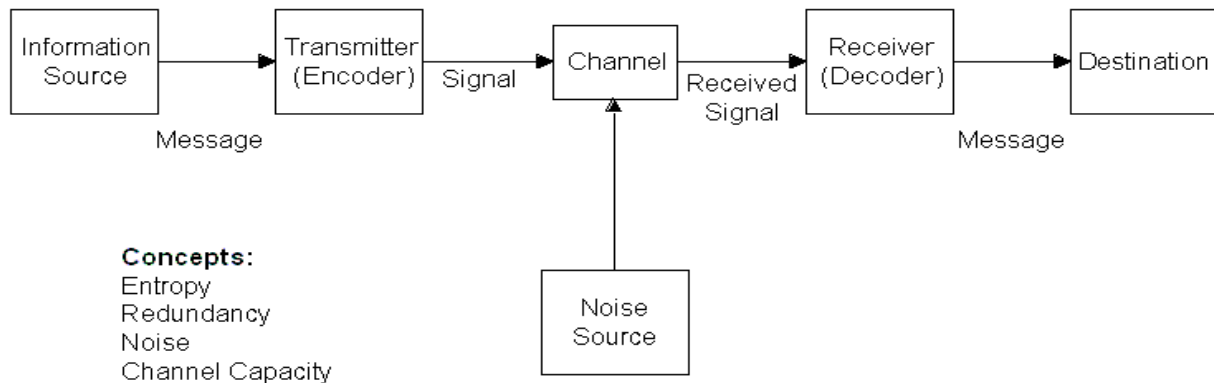 Information
Source
Transmitter
(Encoder)
Channel
Receiver
(Decoder)
Destination
Message
Signal
Received
Signal
Message
Noise
Source
Concepts:
Entropy
Redundancy
Noise
Channel Capacity